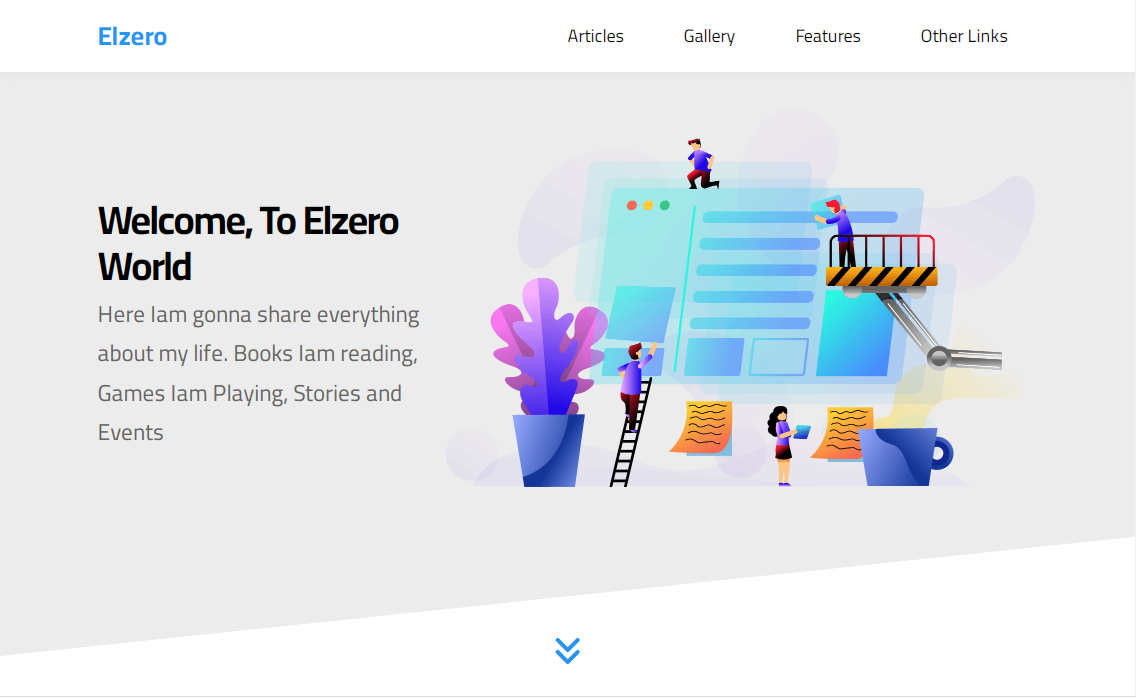 Elzero
Articles
Gallery
Features
Other Links
Welcome, To Elzero
World
Here Iam gonna share everything
about my life. Books Iam reading,
Games Iam Playing, Stories and
Events